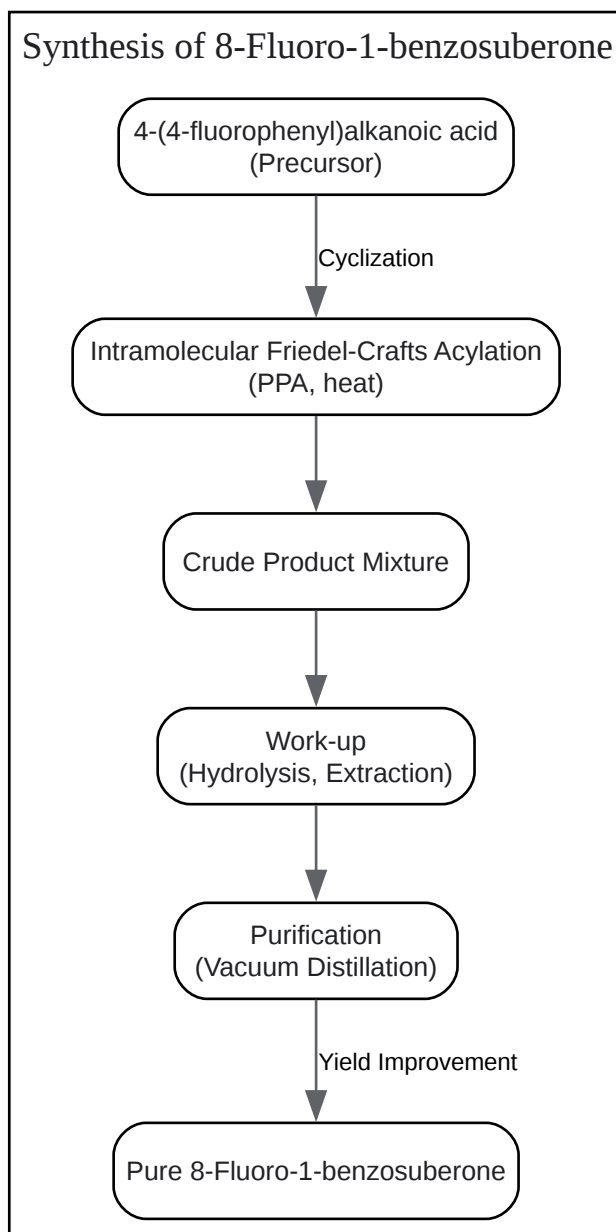 Synthesis of 8-Fluoro-1-benzosuberone
4-(4-fluorophenyl)alkanoic acid
(Precursor)
Cyclization
Intramolecular Friedel-Crafts Acylation
(PPA, heat)
Crude Product Mixture
Work-up
(Hydrolysis, Extraction)
Purification
(Vacuum Distillation)
Yield Improvement
Pure 8-Fluoro-1-benzosuberone